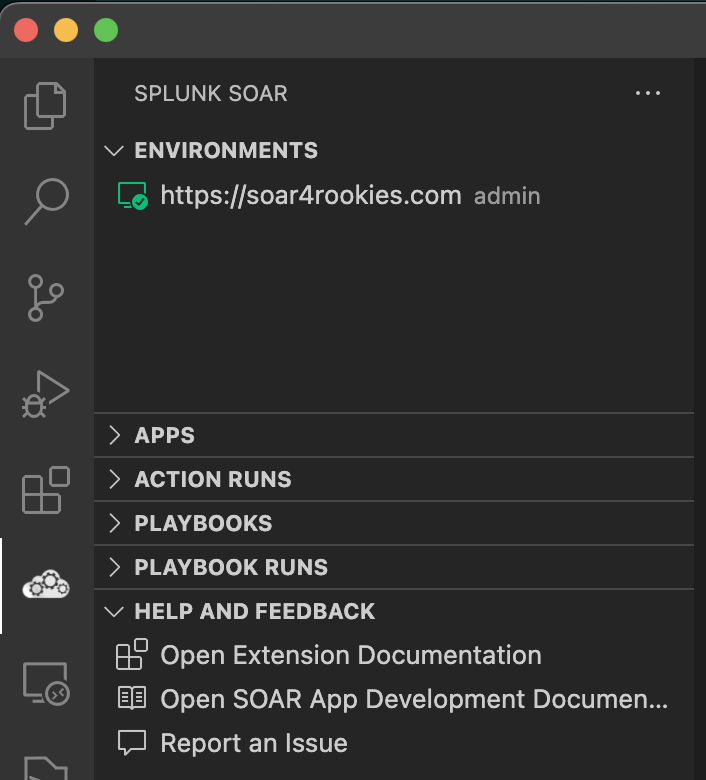 SPLUNK SOAR
ENVIRONMENTS
https://soar4rookies.com admin
APPS
ACTION RUNS
PLAYBOOKS
PLAYBOOK RUNS
HELP AND FEEDBACK
Open Extension Documentation
Open SOAR App Development Documen...
Report an Issue